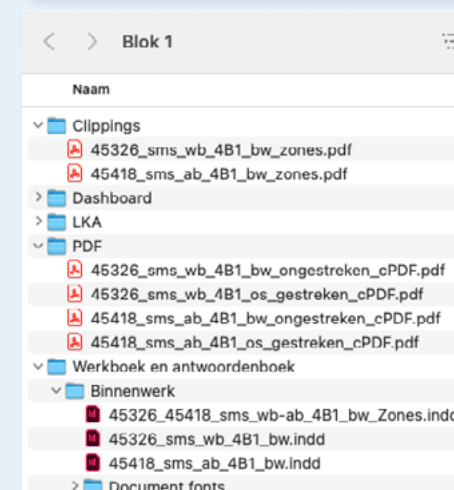 Blok 1
Naam
Clippings
45326_sms_wb_4B1_bw_zones.pdf
45418_sms_ab_4B1_bw_zones.pdf
Dashboard
LKA
PDF
45326_sms_wb_4B1_bw_ongestreken_cPDF.pdf
45326_sms_wb_4B1_os_gestreken_cPDF.pdf
45418_sms_ab_4B1_bw_ongestreken_cPDF.pdf
45418_sms_ab_4B1_os_gestreken_cPDF.pdf
Werkboek en antwoordenboek
Binnenwerk
45326_45418_sms_wb-ab_4B1_bw_Zones.indd
45326_sms_wb_4B1_bw.indd
45418_sms_ab_4B1_bw.indd
Document fonts